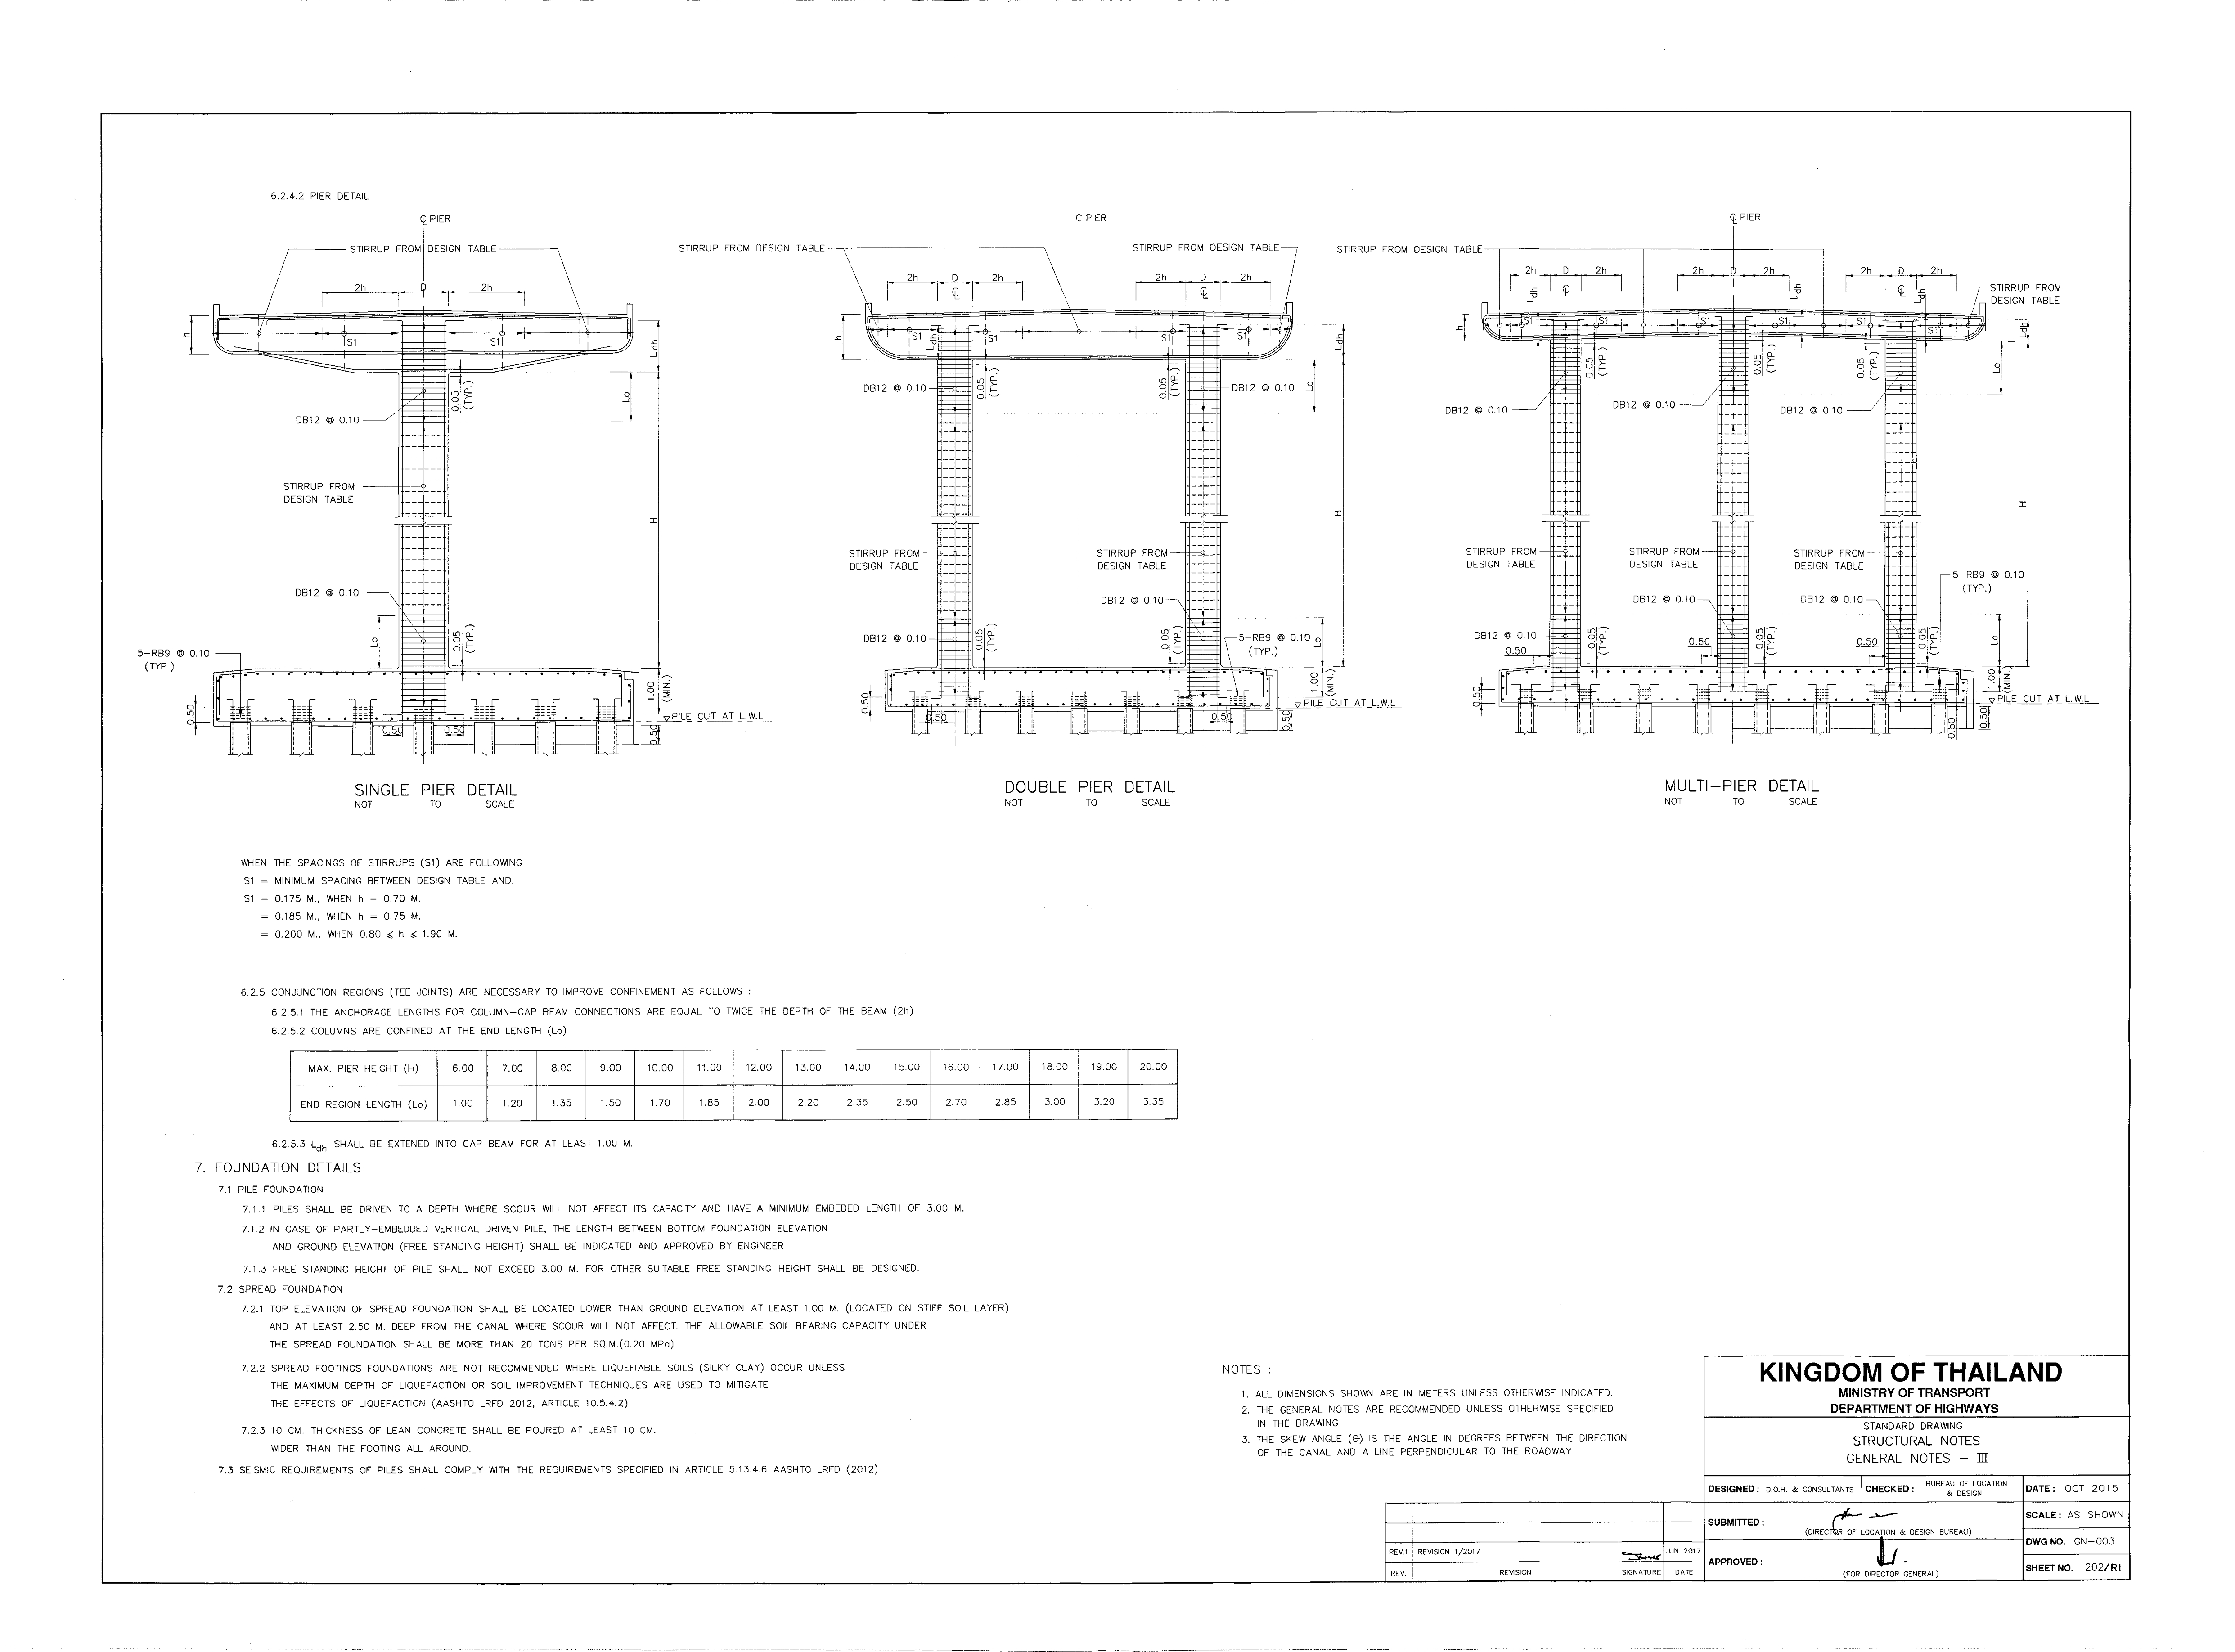 6.2.4.2 PIER DETAIL
℄ PIER
STIRRUP FROM DESIGN TABLE
2h
D
2h
h
S1
S1
Ldh
Lo
0.05
(TYP.)
DB12 @ 0.10
STIRRUP FROM
DESIGN TABLE
H
DB12 @ 0.10
Lo
0.05
(TYP.)
5-RB9 @ 0.10
(TYP.)
0.50
1.00
(MIN.)
PILE CUT AT L.W.L
0.50
0.50
0.50
SINGLE PIER DETAIL
NOT TO SCALE
℄ PIER
STIRRUP FROM DESIGN TABLE
STIRRUP FROM DESIGN TABLE
2h D 2h
℄
2h D 2h
℄
h
S1
Ldh
S1
S1
S1
Ldh
DB12 @ 0.10
0.05
(TYP.)
0.05
(TYP.)
DB12 @ 0.10
Lo
H
STIRRUP FROM
DESIGN TABLE
STIRRUP FROM
DESIGN TABLE
DB12 @ 0.10
DB12 @ 0.10
0.05
(TYP.)
0.05
(TYP.)
5-RB9 @ 0.10
(TYP.)
Lo
0.50
1.00
(MIN.)
PILE CUT AT L.W.L
0.50
0.50
0.50
DOUBLE PIER DETAIL
NOT TO SCALE
℄ PIER
STIRRUP FROM DESIGN TABLE
2h D 2h
2h D 2h
2h D 2h
℄
℄
Ldh
Ldh
Ldh
STIRRUP FROM
DESIGN TABLE
h
S1
S1
S1
S1
S1
S1
Ldh
0.05
(TYP.)
0.05
(TYP.)
0.05
(TYP.)
Lo
DB12 @ 0.10
DB12 @ 0.10
DB12 @ 0.10
H
STIRRUP FROM
DESIGN TABLE
STIRRUP FROM
DESIGN TABLE
STIRRUP FROM
DESIGN TABLE
5-RB9 @ 0.10
(TYP.)
DB12 @ 0.10
DB12 @ 0.10
DB12 @ 0.10
0.05
(TYP.)
0.05
(TYP.)
0.05
(TYP.)
Lo
0.50
0.50
0.50
0.50
1.00
(MIN.)
PILE CUT AT L.W.L
0.50
0.50
MULTI-PIER DETAIL
NOT TO SCALE
WHEN THE SPACINGS OF STIRRUPS (S1) ARE FOLLOWING
S1 = MINIMUM SPACING BETWEEN DESIGN TABLE AND,
S1 = 0.175 M., WHEN h = 0.70 M.
= 0.185 M., WHEN h = 0.75 M.
= 0.200 M., WHEN 0.80 ⩽ h ⩽ 1.90 M.
6.2.5 CONJUNCTION REGIONS (TEE JOINTS) ARE NECESSARY TO IMPROVE CONFINEMENT AS FOLLOWS :
6.2.5.1 THE ANCHORAGE LENGTHS FOR COLUMN-CAP BEAM CONNECTIONS ARE EQUAL TO TWICE THE DEPTH OF THE BEAM (2h)
6.2.5.2 COLUMNS ARE CONFINED AT THE END LENGTH (Lo)
MAX. PIER HEIGHT (H) 6.00 7.00 8.00 9.00 10.00 11.00 12.00 13.00 14.00 15.00 16.00 17.00 18.00 19.00 20.00
END REGION LENGTH (Lo) 1.00 1.20 1.35 1.50 1.70 1.85 2.00 2.20 2.35 2.50 2.70 2.85 3.00 3.20 3.35
6.2.5.3 Ldh SHALL BE EXTENED INTO CAP BEAM FOR AT LEAST 1.00 M.
7. FOUNDATION DETAILS
7.1 PILE FOUNDATION
7.1.1 PILES SHALL BE DRIVEN TO A DEPTH WHERE SCOUR WILL NOT AFFECT ITS CAPACITY AND HAVE A MINIMUM EMBEDED LENGTH OF 3.00 M.
7.1.2 IN CASE OF PARTLY-EMBEDDED VERTICAL DRIVEN PILE, THE LENGTH BETWEEN BOTTOM FOUNDATION ELEVATION
AND GROUND ELEVATION (FREE STANDING HEIGHT) SHALL BE INDICATED AND APPROVED BY ENGINEER
7.1.3 FREE STANDING HEIGHT OF PILE SHALL NOT EXCEED 3.00 M. FOR OTHER SUITABLE FREE STANDING HEIGHT SHALL BE DESIGNED.
7.2 SPREAD FOUNDATION
7.2.1 TOP ELEVATION OF SPREAD FOUNDATION SHALL BE LOCATED LOWER THAN GROUND ELEVATION AT LEAST 1.00 M. (LOCATED ON STIFF SOIL LAYER)
AND AT LEAST 2.50 M. DEEP FROM THE CANAL WHERE SCOUR WILL NOT AFFECT. THE ALLOWABLE SOIL BEARING CAPACITY UNDER
THE SPREAD FOUNDATION SHALL BE MORE THAN 20 TONS PER SQ.M.(0.20 MPa)
7.2.2 SPREAD FOOTINGS FOUNDATIONS ARE NOT RECOMMENDED WHERE LIQUEFIABLE SOILS (SILKY CLAY) OCCUR UNLESS
THE MAXIMUM DEPTH OF LIQUEFACTION OR SOIL IMPROVEMENT TECHNIQUES ARE USED TO MITIGATE
THE EFFECTS OF LIQUEFACTION (AASHTO LRFD 2012, ARTICLE 10.5.4.2)
7.2.3 10 CM. THICKNESS OF LEAN CONCRETE SHALL BE POURED AT LEAST 10 CM.
WIDER THAN THE FOOTING ALL AROUND.
7.3 SEISMIC REQUIREMENTS OF PILES SHALL COMPLY WITH THE REQUIREMENTS SPECIFIED IN ARTICLE 5.13.4.6 AASHTO LRFD (2012)
NOTES :
1. ALL DIMENSIONS SHOWN ARE IN METERS UNLESS OTHERWISE INDICATED.
2. THE GENERAL NOTES ARE RECOMMENDED UNLESS OTHERWISE SPECIFIED
IN THE DRAWING
3. THE SKEW ANGLE (Θ) IS THE ANGLE IN DEGREES BETWEEN THE DIRECTION
OF THE CANAL AND A LINE PERPENDICULAR TO THE ROADWAY
KINGDOM OF THAILAND
MINISTRY OF TRANSPORT
DEPARTMENT OF HIGHWAYS
STANDARD DRAWING
STRUCTURAL NOTES
GENERAL NOTES - III
DESIGNED : D.O.H. & CONSULTANTS
CHECKED : BUREAU OF LOCATION
& DESIGN
DATE : OCT 2015
SUBMITTED :
(DIRECTOR OF LOCATION & DESIGN BUREAU)
SCALE : AS SHOWN
DWG NO. GN-003
APPROVED :
(FOR DIRECTOR GENERAL)
SHEET NO. 202/R1
REV.1 REVISION 1/2017 JUN 2017
REV. REVISION SIGNATURE DATE